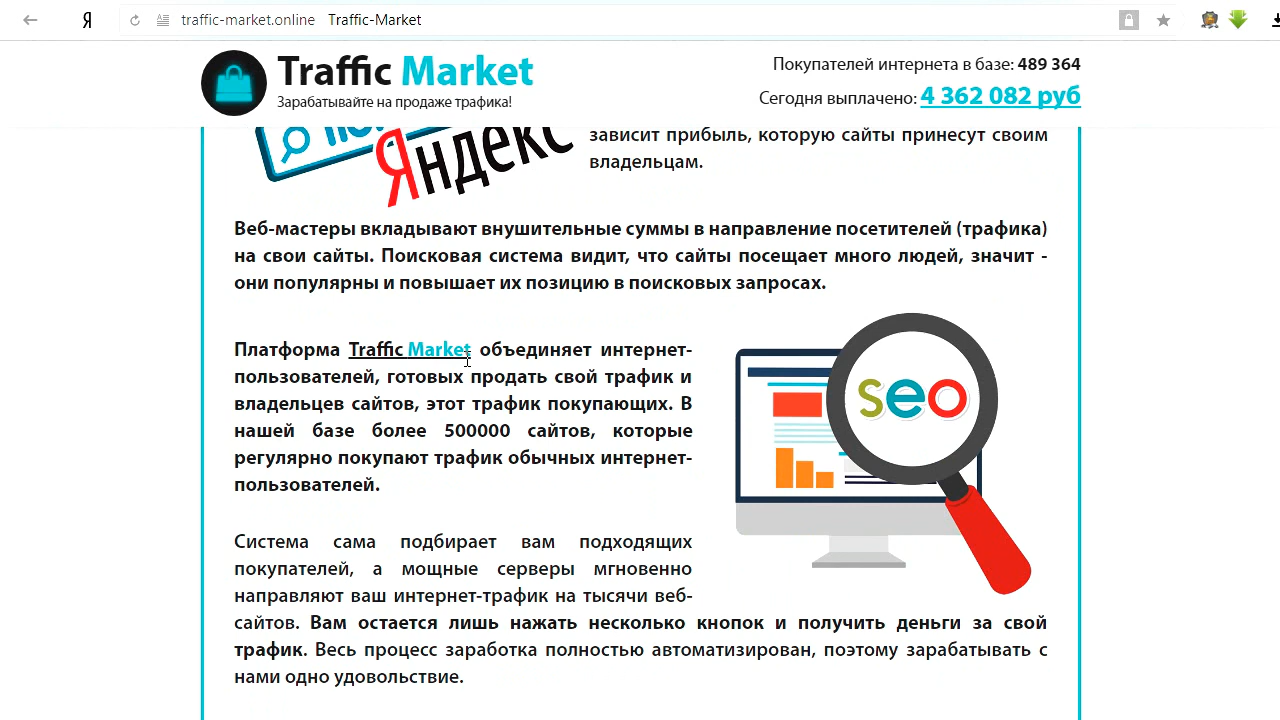 Я traffic-market.online Traffic-Market
Traffic Market
Зарабатывайте на продаже трафика!
Покупателей интернета в базе: 489 364
Сегодня выплачено: 4 362 082 руб
Яндекс
зависит прибыль, которую сайты принесут своим
владельцам.
Веб-мастеры вкладывают внушительные суммы в направление посетителей (трафика)
на свои сайты. Поисковая система видит, что сайты посещает много людей, значит -
они популярны и повышает их позицию в поисковых запросах.
Платформа Traffic Market объединяет интернет-
пользователей, готовых продать свой трафик и
владельцев сайтов, этот трафик покупающих. В
нашей базе более 500000 сайтов, которые
регулярно покупают трафик обычных интернет-
пользователей.
seo
Система сама подбирает вам подходящих
покупателей, а мощные серверы мгновенно
направляют ваш интернет-трафик на тысячи веб-
сайтов. Вам остается лишь нажать несколько кнопок и получить деньги за свой
трафик. Весь процесс заработка полностью автоматизирован, поэтому зарабатывать с
нами одно удовольствие.